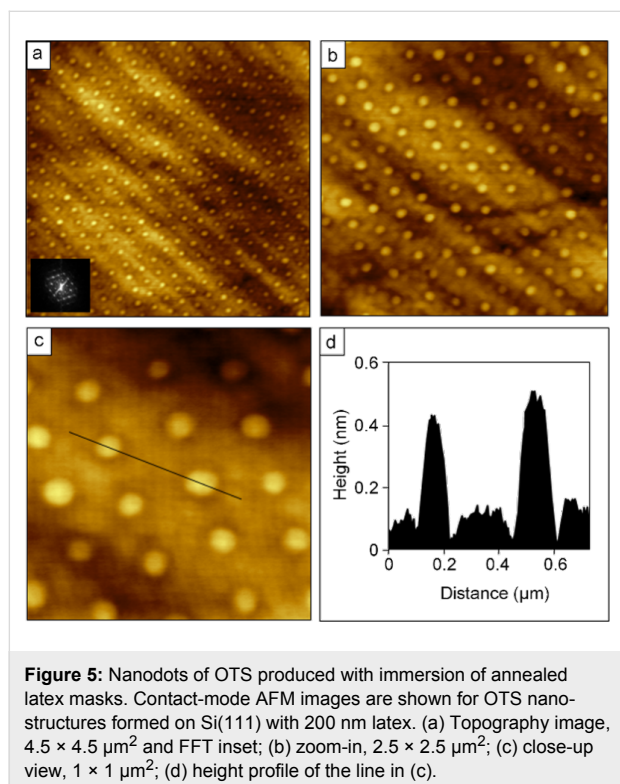 a
b
c
d
0.6
0.4
0.2
0
Height (nm)
0 0.2 0.4 0.6
Distance (µm)
Figure 5: Nanodots of OTS produced with immersion of annealed
latex masks. Contact-mode AFM images are shown for OTS nano-
structures formed on Si(111) with 200 nm latex. (a) Topography image,
4.5 × 4.5 µm² and FFT inset; (b) zoom-in, 2.5 × 2.5 µm²; (c) close-up
view, 1 × 1 µm²; (d) height profile of the line in (c).